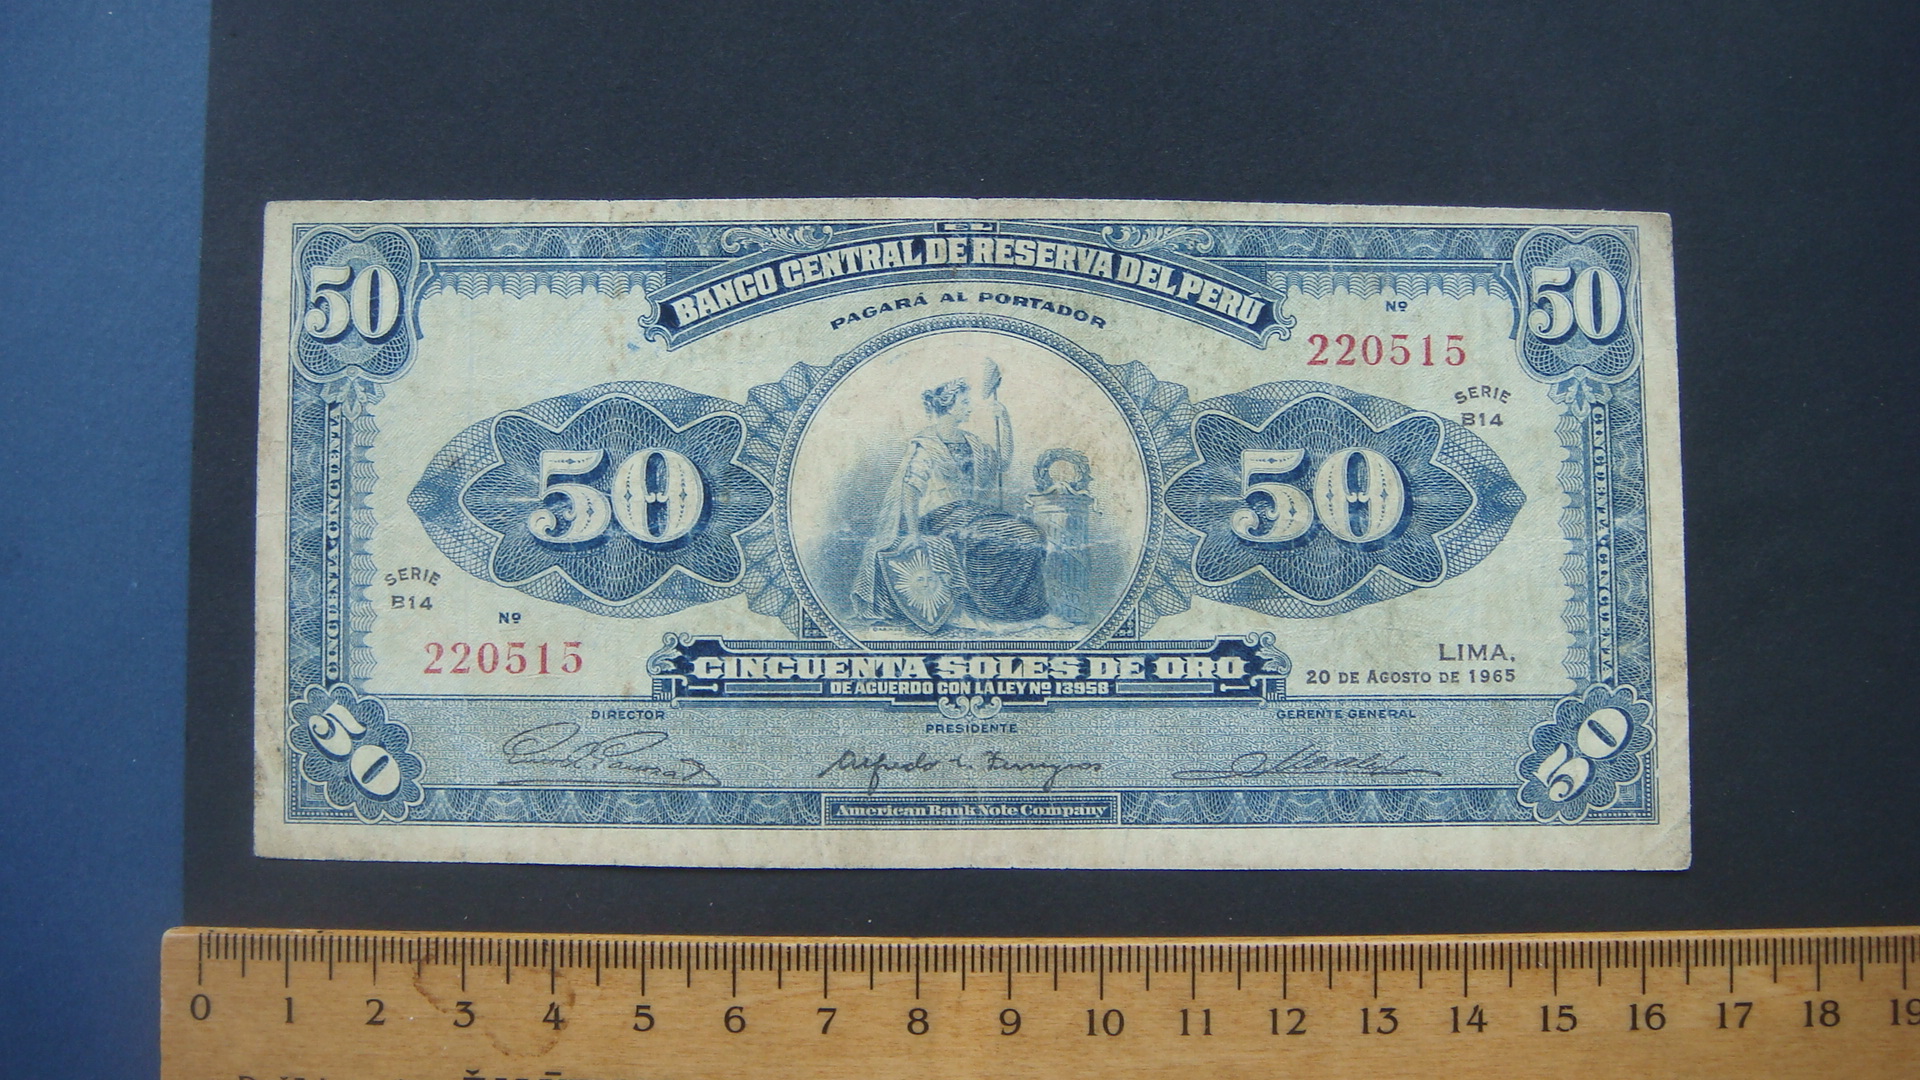 50
EL
50
BANCO CENTRAL DE RESERVA DEL PERU
PAGARÁ AL PORTADOR
Nº
220515
SERIE
B14
50
50
SERIE
B14
Nº
220515
CINCUENTA
CINCUENTA
CINCUENTA SOLES DE ORO
DE ACUERDO CON LA LEY Nº 13958
LIMA,
20 DE AGOSTO DE 1965
50
50
DIRECTOR
PRESIDENTE
GERENTE GENERAL
American Bank Note Company
0 1 2 3 4 5 6 7 8 9 10 11 12 13 14 15 16 17 18 19